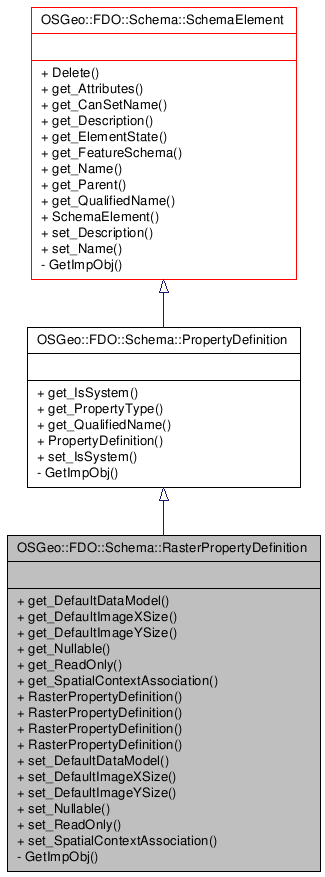 OSGeo::FDO::Schema::SchemaElement
+ Delete()
+ get_Attributes()
+ get_CanSetName()
+ get_Description()
+ get_ElementState()
+ get_FeatureSchema()
+ get_Name()
+ get_Parent()
+ get_QualifiedName()
+ SchemaElement()
+ set_Description()
+ set_Name()
- GetImpObj()
OSGeo::FDO::Schema::PropertyDefinition
+ get_IsSystem()
+ get_PropertyType()
+ get_QualifiedName()
+ PropertyDefinition()
+ set_IsSystem()
- GetImpObj()
OSGeo::FDO::Schema::RasterPropertyDefinition
+ get_DefaultDataModel()
+ get_DefaultImageXSize()
+ get_DefaultImageYSize()
+ get_Nullable()
+ get_ReadOnly()
+ get_SpatialContextAssociation()
+ RasterPropertyDefinition()
+ RasterPropertyDefinition()
+ RasterPropertyDefinition()
+ RasterPropertyDefinition()
+ set_DefaultDataModel()
+ set_DefaultImageXSize()
+ set_DefaultImageYSize()
+ set_Nullable()
+ set_ReadOnly()
+ set_SpatialContextAssociation()
- GetImpObj()